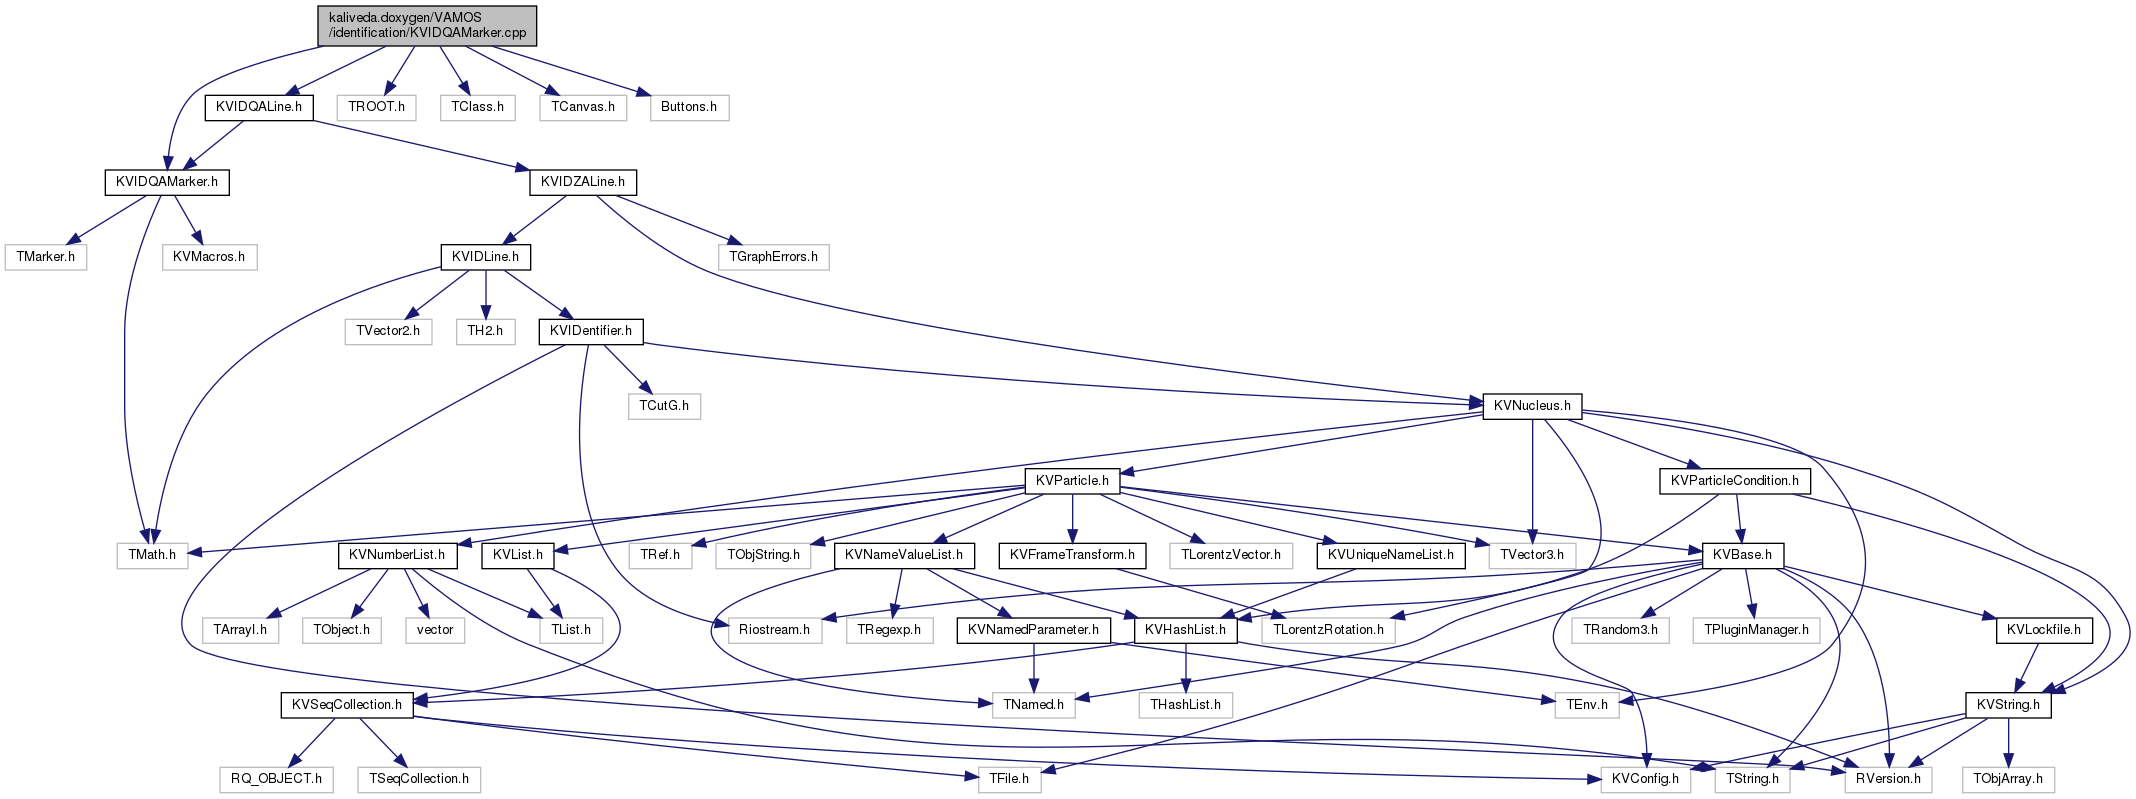 kaliveda.doxygen/VAMOS
/identification/KVIDQAMarker.cpp
KVIDQALine.h
TROOT.h
TClass.h
TCanvas.h
Buttons.h
KVIDQAMarker.h
KVIDZALine.h
TMarker.h
KVMacros.h
KVIDLine.h
TGraphErrors.h
TVector2.h
TH2.h
KVIDentifier.h
TCutG.h
KVNucleus.h
KVParticle.h
KVParticleCondition.h
TMath.h
KVNumberList.h
KVList.h
TRef.h
TObjString.h
KVNameValueList.h
KVFrameTransform.h
TLorentzVector.h
KVUniqueNameList.h
TVector3.h
KVBase.h
TArrayI.h
TObject.h
vector
TList.h
Riostream.h
TRegexp.h
KVNamedParameter.h
KVHashList.h
TLorentzRotation.h
TRandom3.h
TPluginManager.h
KVLockfile.h
KVSeqCollection.h
TNamed.h
THashList.h
TEnv.h
KVString.h
RQ_OBJECT.h
TSeqCollection.h
TFile.h
KVConfig.h
TString.h
RVersion.h
TObjArray.h